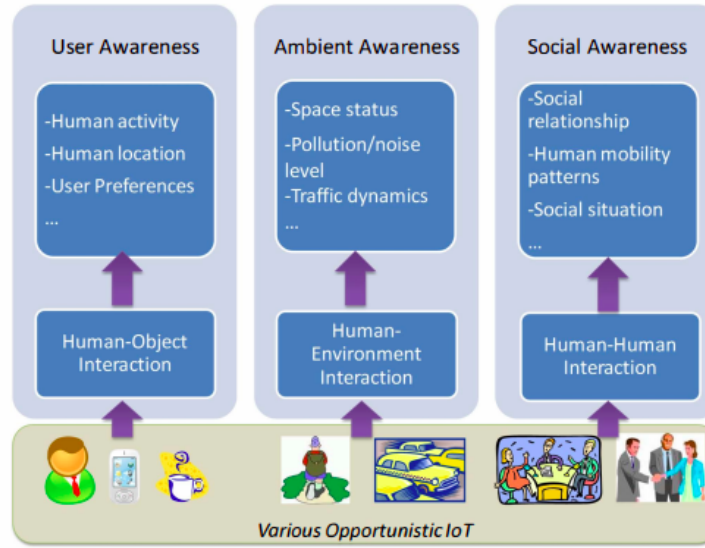 User Awareness
-Human activity
-Human location
-User Preferences
...
Human-Object
Interaction
Ambient Awareness
-Space status
-Pollution/noise
level
-Traffic dynamics
...
Human-
Environment
Interaction
Social Awareness
-Social
relationship
-Human mobility
patterns
-Social situation
...
Human-Human
Interaction
Various Opportunistic IoT